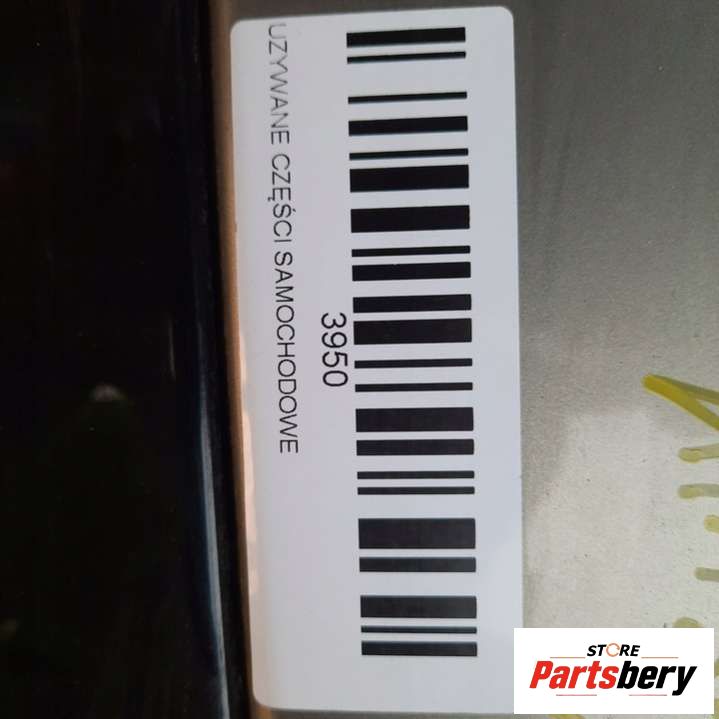 UZYWANE CZĘŚCI SAMOCHODOWE
3950
STORE
Partsbery